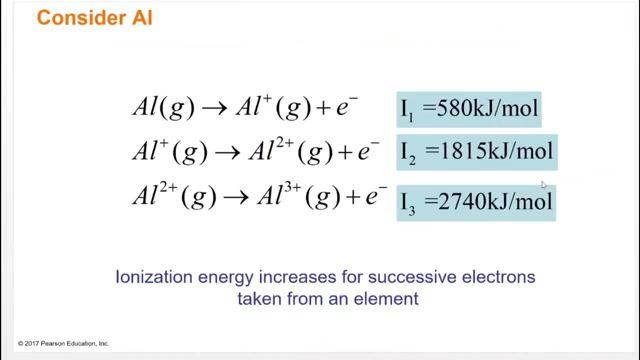 Consider Al
Al(g) → Al⁺(g) + e⁻ I₁ =580kJ/mol
Al⁺(g) → Al²⁺(g) + e⁻ I₂ =1815kJ/mol
Al²⁺(g) → Al³⁺(g) + e⁻ I₃ =2740kJ/mol
Ionization energy increases for successive electrons
taken from an element
© 2017 Pearson Education, Inc.